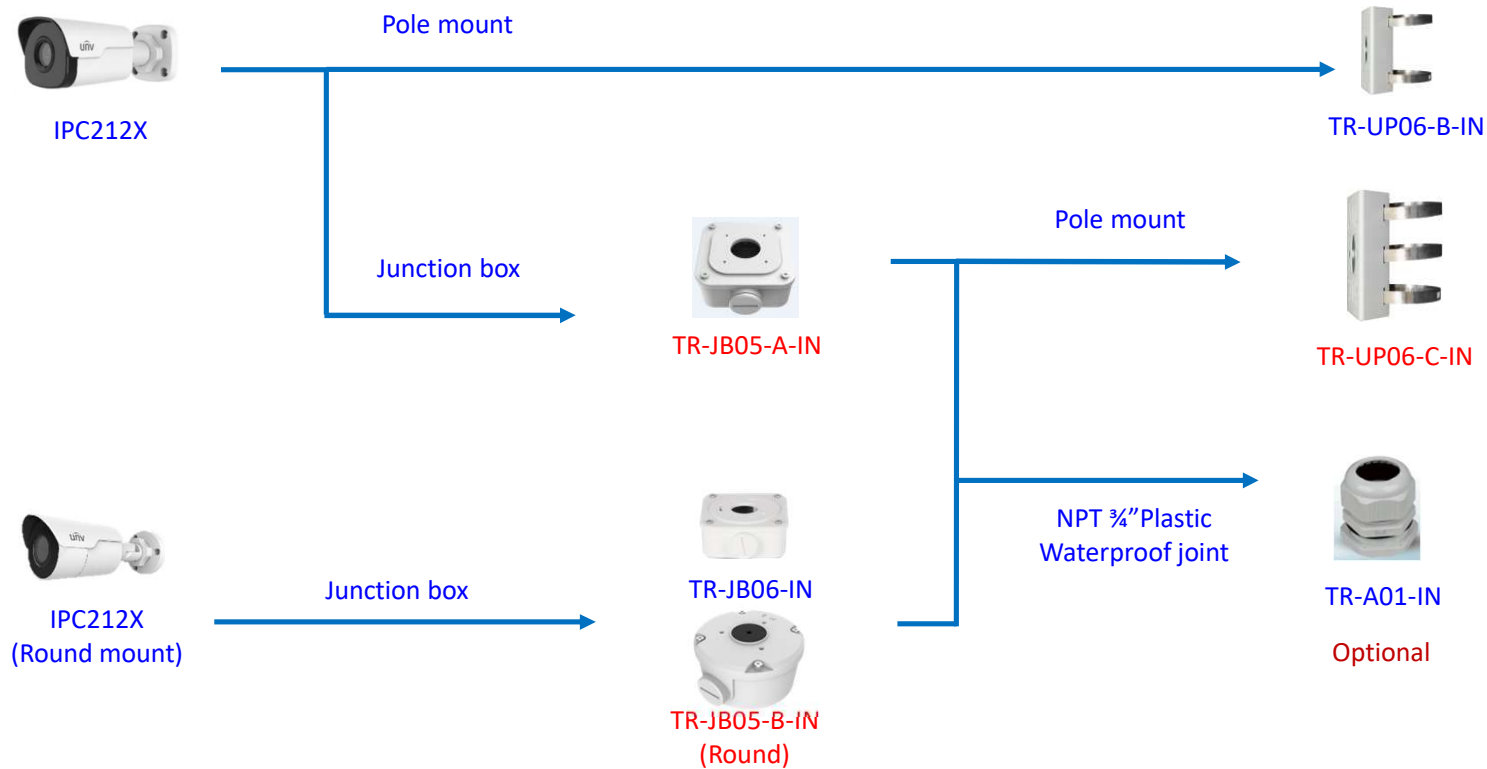 Pole mount
unv
IPC212X
TR-UP06-B-IN
Pole mount
Junction box
TR-JB05-A-IN
TR-UP06-C-IN
unv
NPT ¾”Plastic
Waterproof joint
Junction box
TR-JB06-IN
TR-A01-IN
IPC212X
(Round mount)
Optional
TR-JB05-B-IN
(Round)